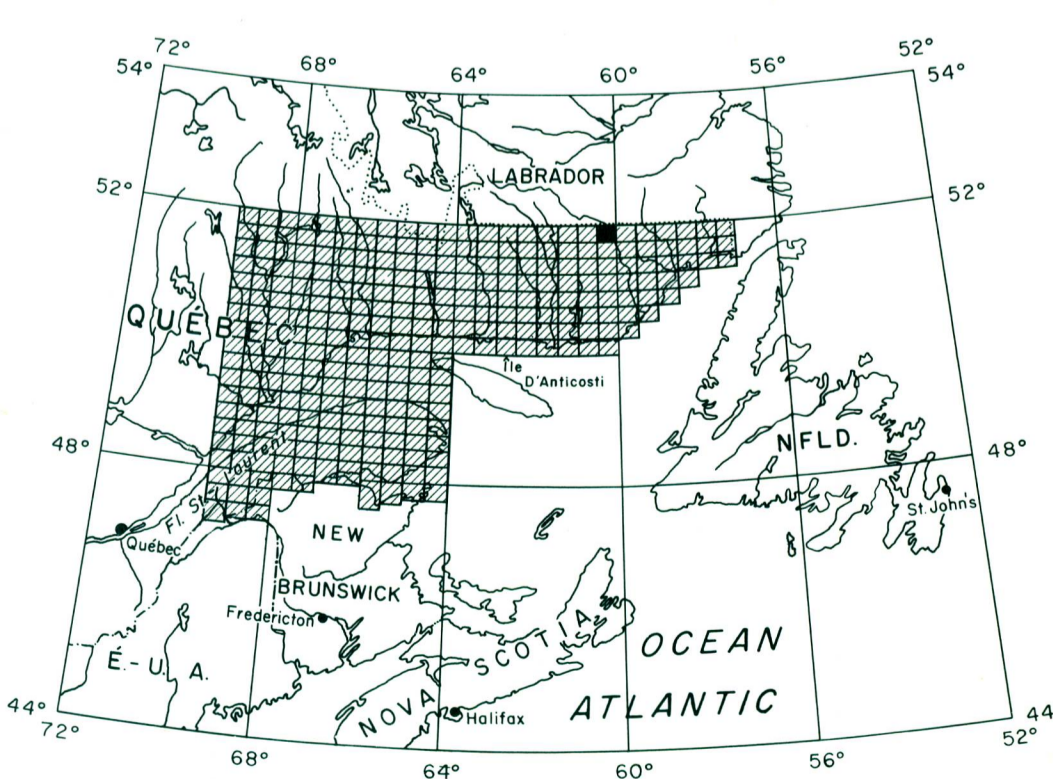 72°
52°
54°
68°
64°
60°
56°
54°
LABRADOR
52°
52°
QUÉBEC
Île
D'Anticosti
NFLD.
48°
48°
Fl. St. Laurent
St. John's
Québec
NEW
BRUNSWICK
Fredericton
É.-U. A.
NOVA SCOTIA
OCEAN
ATLANTIC
Halifax
44°
44
72°
52°
68°
64°
60°
56°